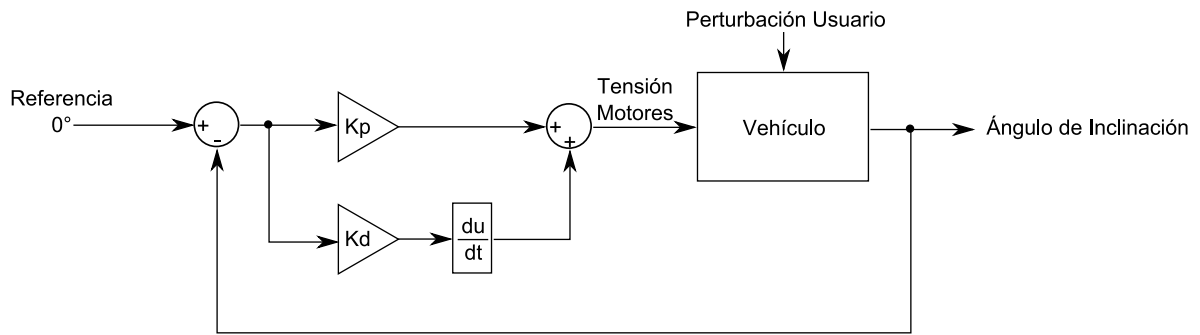 Perturbación Usuario
Referencia
0°
+
-
Kp
+
+
Tensión
Motores
Vehículo
Ángulo de Inclinación
Kd
du
dt